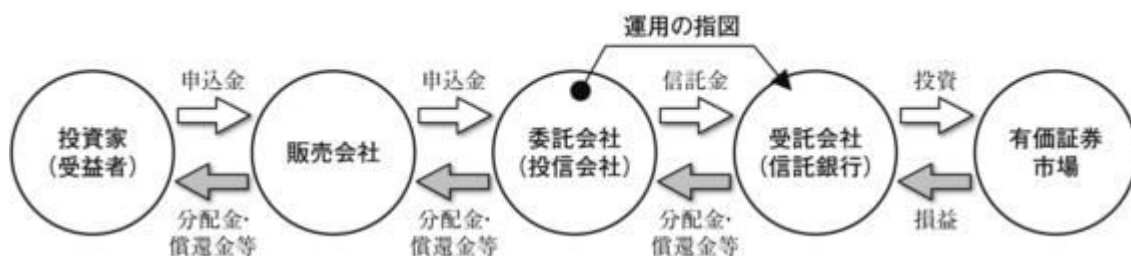 運用の指図
申込金
申込金
信託金
投資
投資家
(受益者)
販売会社
委託会社
(投信会社)
受託会社
(信託銀行)
有価証券
市場
分配金・
償還金等
分配金・
償還金等
分配金・
償還金等
損益